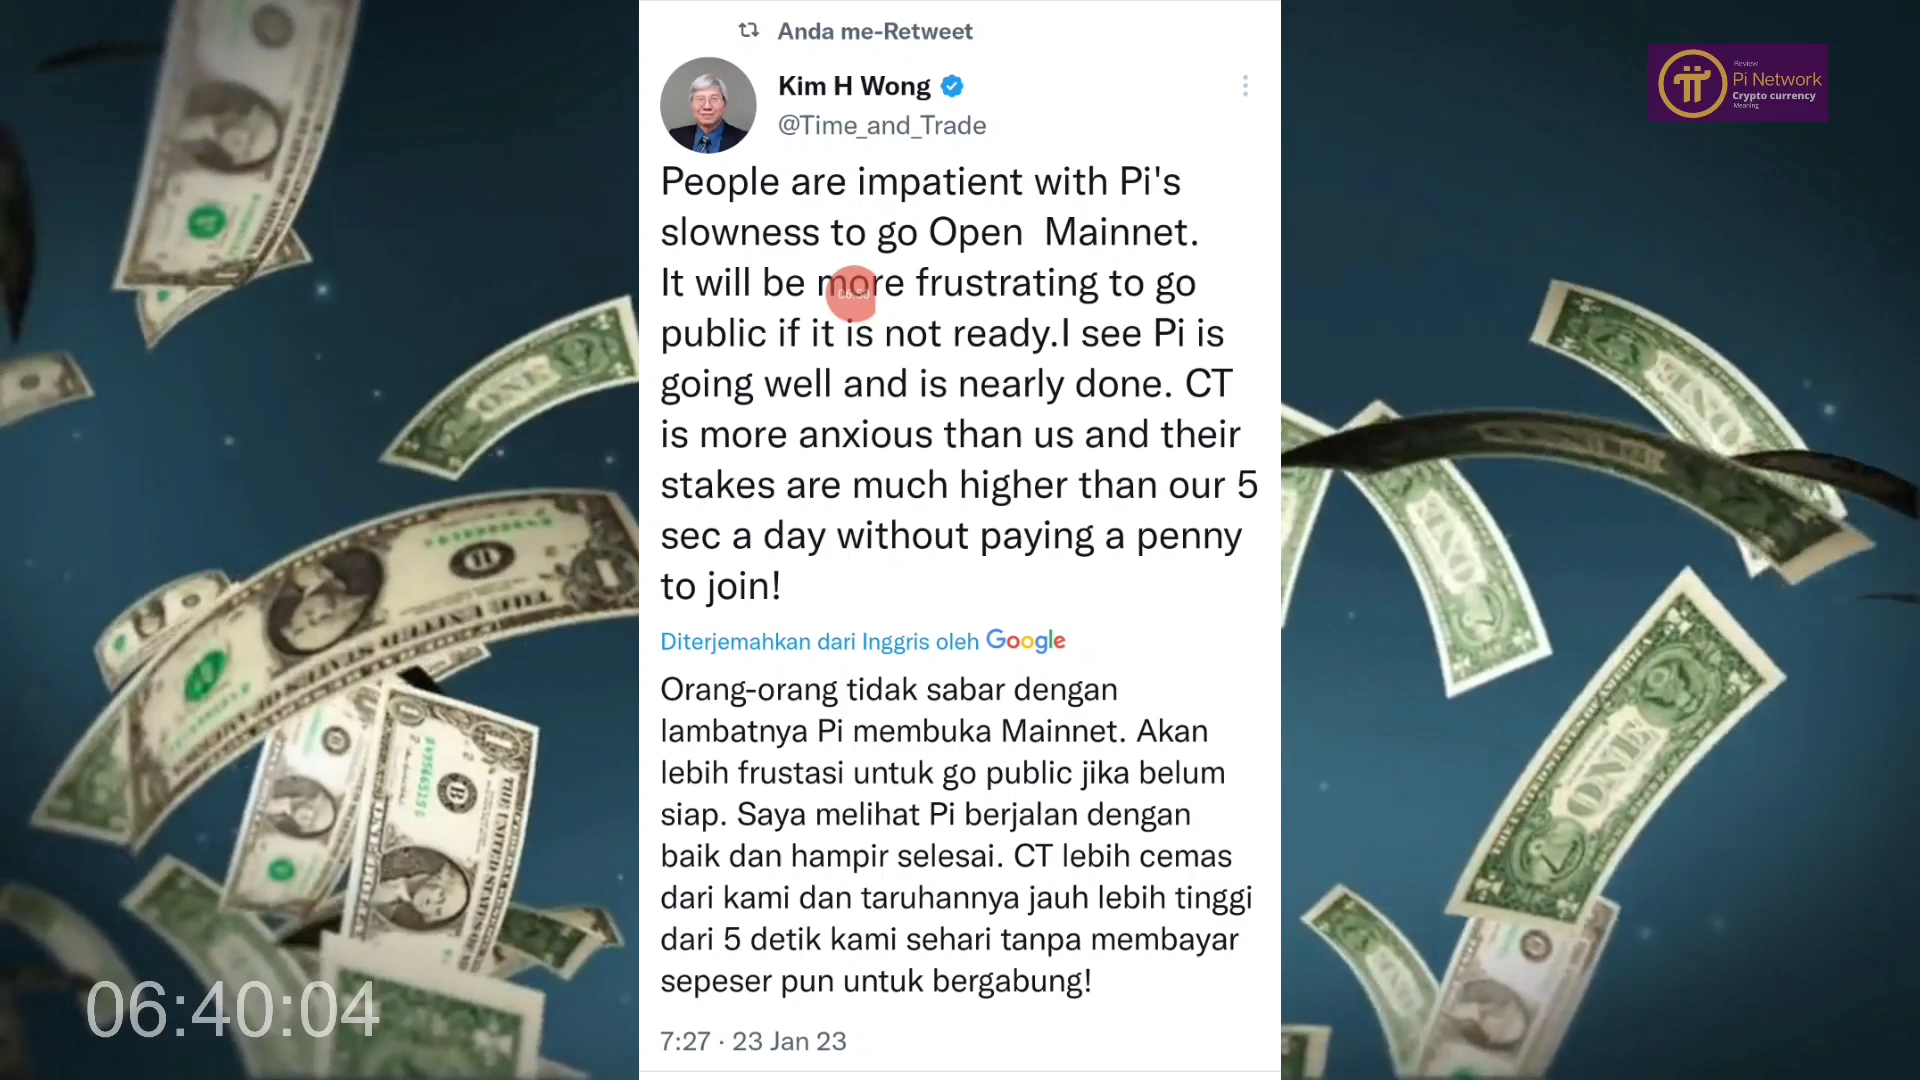 Anda me-Retweet
Kim H Wong
@Time_and_Trade
People are impatient with Pi's
slowness to go Open Mainnet.
It will be more frustrating to go
public if it is not ready.I see Pi is
going well and is nearly done. CT
is more anxious than us and their
stakes are much higher than our 5
sec a day without paying a penny
to join!
Diterjemahkan dari Inggris oleh Google
Orang-orang tidak sabar dengan
lambatnya Pi membuka Mainnet. Akan
lebih frustasi untuk go public jika belum
siap. Saya melihat Pi berjalan dengan
baik dan hampir selesai. CT lebih cemas
dari kami dan taruhannya jauh lebih tinggi
dari 5 detik kami sehari tanpa membayar
sepeser pun untuk bergabung!
7:27 · 23 Jan 23
Review
Pi Network
Crypto currency
Meaning
06:40:04
ONE
ONE
ONE
ONE